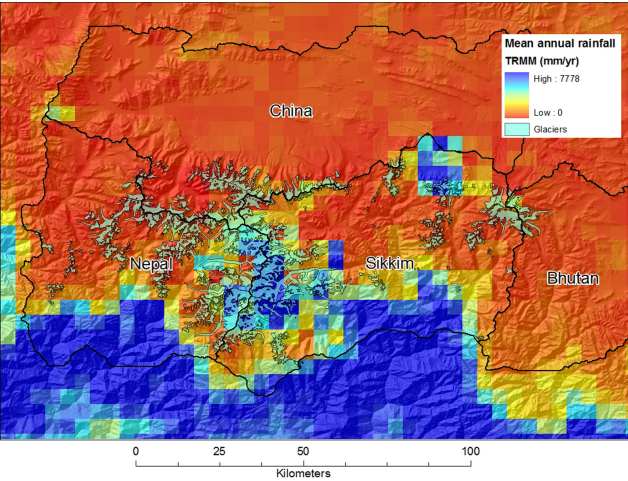 Mean annual rainfall
TRMM (mm/yr)
High : 7778
Low : 0
Glaciers
China
Nepal
Sikkim
Bhutan
0 25 50 100
Kilometers